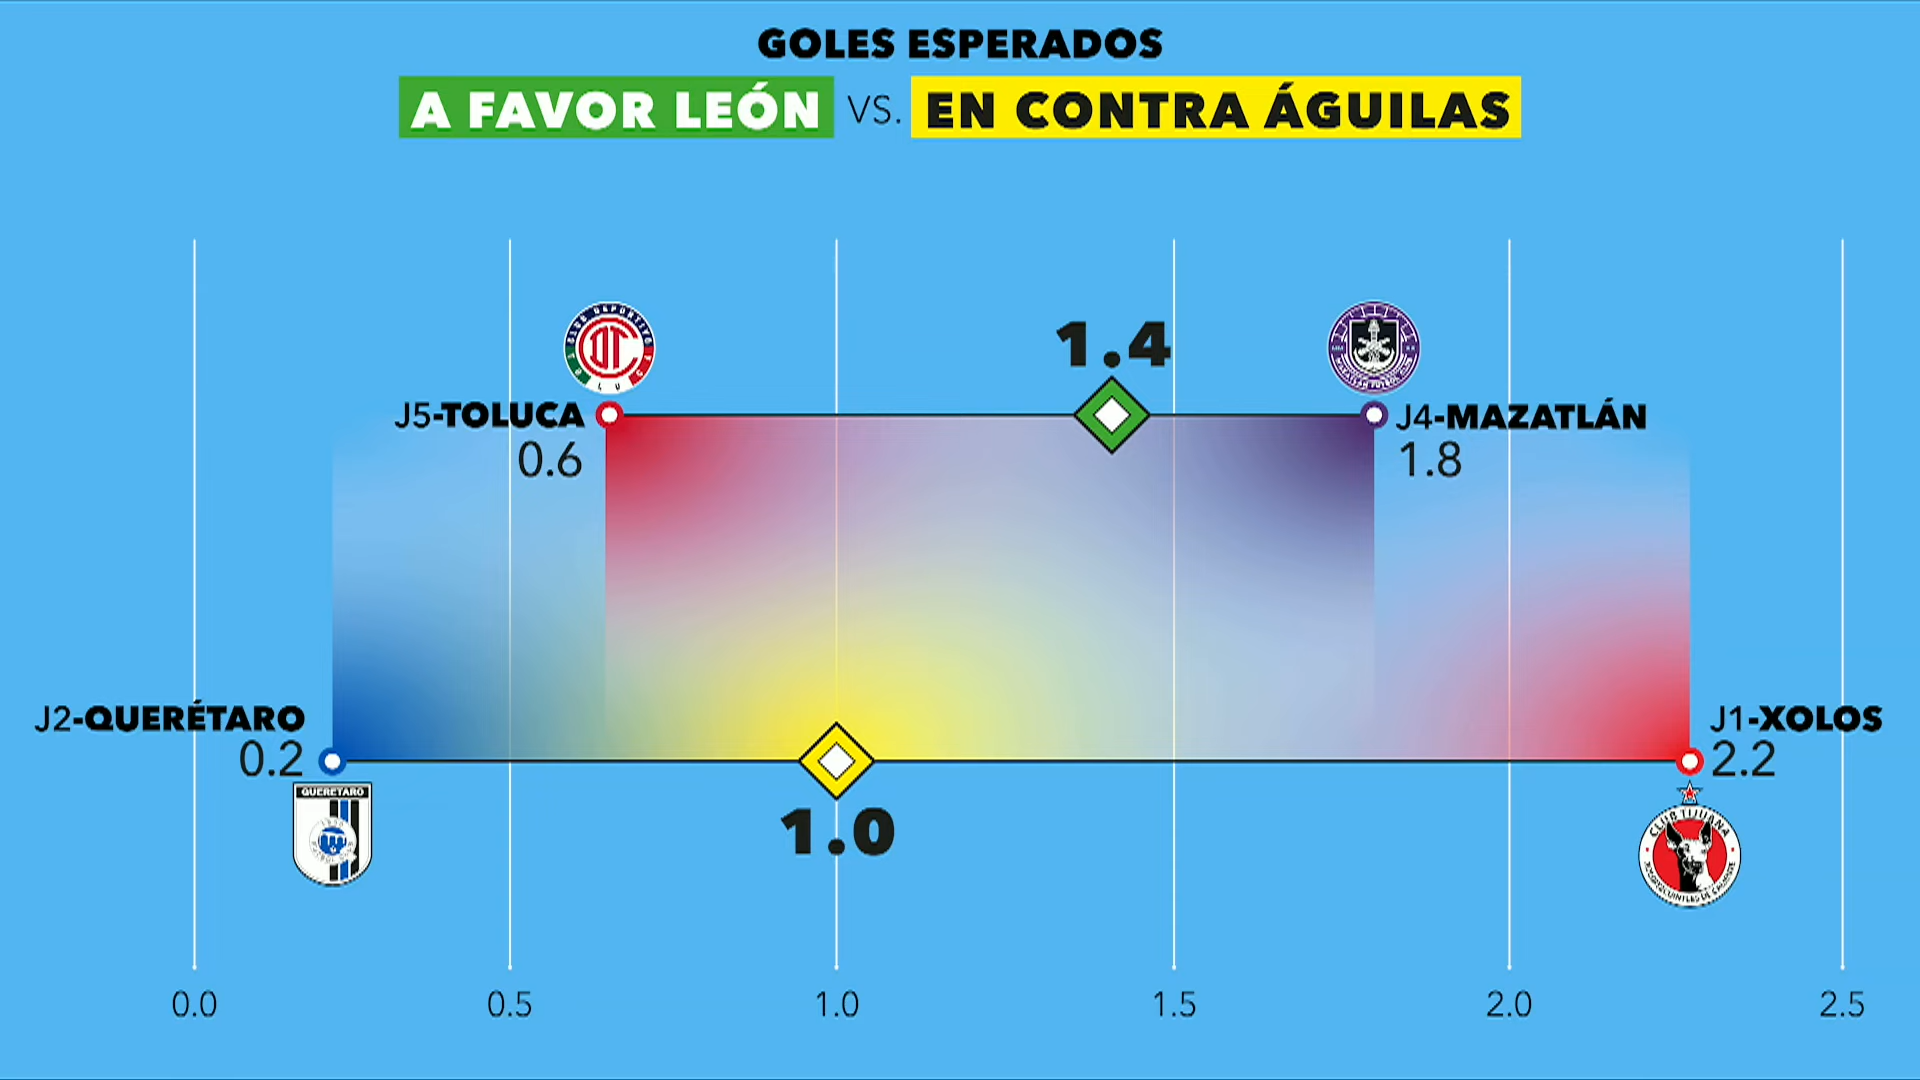 GOLES ESPERADOS
A FAVOR LEÓN VS. EN CONTRA ÁGUILAS
1.4
J5-TOLUCA
0.6
J4-MAZATLÁN
1.8
J2-QUERÉTARO
0.2
J1-XOLOS
2.2
QUERETARO
CLUB TIJUANA
1.0
0.0 0.5 1.0 1.5 2.0 2.5